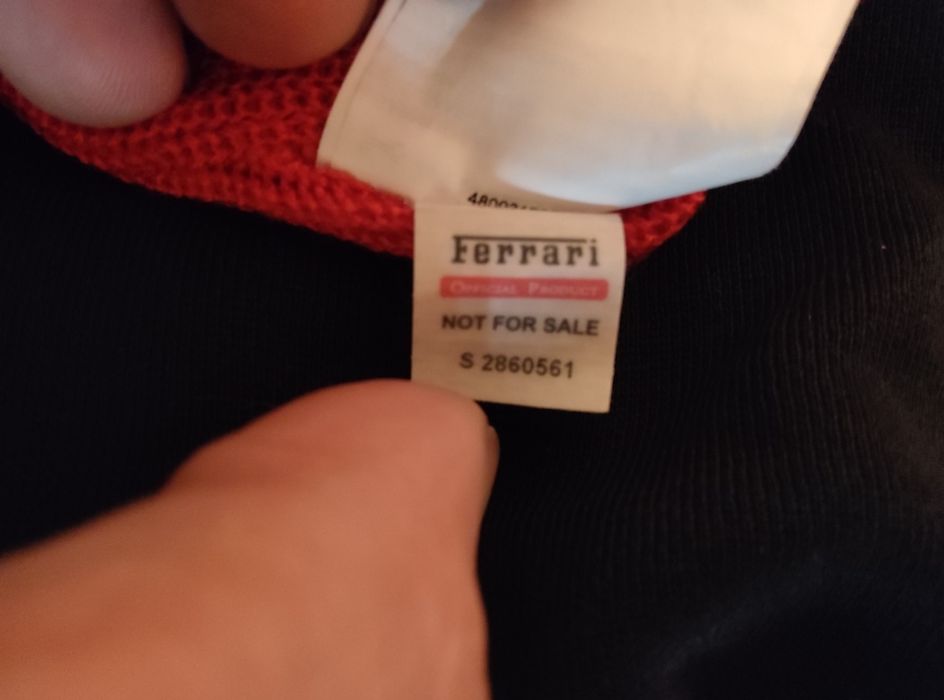 Ferrari
OFFICIAL PRODUCT
NOT FOR SALE
S 2860561